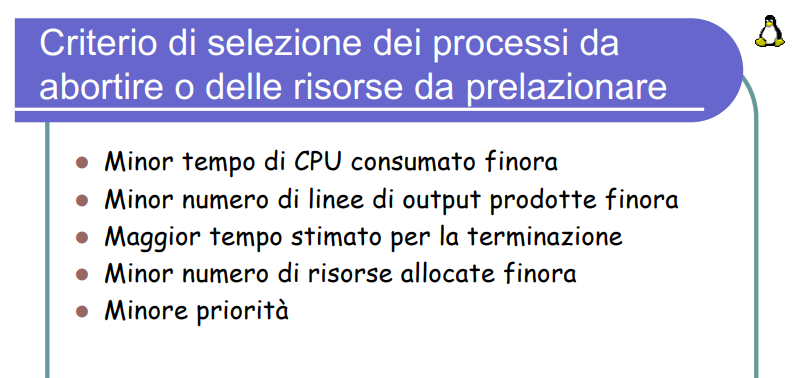 Criterio di selezione dei processi da
abortire o delle risorse da prelazionare
Minor tempo di CPU consumato finora
Minor numero di linee di output prodotte finora
Maggior tempo stimato per la terminazione
Minor numero di risorse allocate finora
Minore priorità